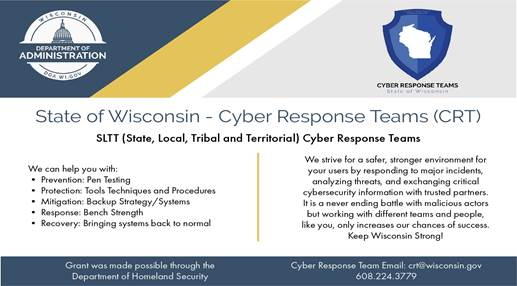 WISCONSIN
DEPARTMENT OF
ADMINISTRATION
DOA.WI.GOV
CYBER RESPONSE TEAMS
State of Wisconsin
State of Wisconsin - Cyber Response Teams (CRT)
SLTT (State, Local, Tribal and Territorial) Cyber Response Teams
We can help you with:
• Prevention: Pen Testing
• Protection: Tools Techniques and Procedures
• Mitigation: Backup Strategy/Systems
• Response: Bench Strength
• Recovery: Bringing systems back to normal
We strive for a safer, stronger environment for
your users by responding to major incidents,
analyzing threats, and exchanging critical
cybersecurity information with trusted partners.
It is a never ending battle with malicious actors
but working with different teams and people,
like you, only increases our chances of success.
Keep Wisconsin Strong!
Grant was made possible through the
Department of Homeland Security
Cyber Response Team Email: crt@wisconsin.gov
608.224.3779